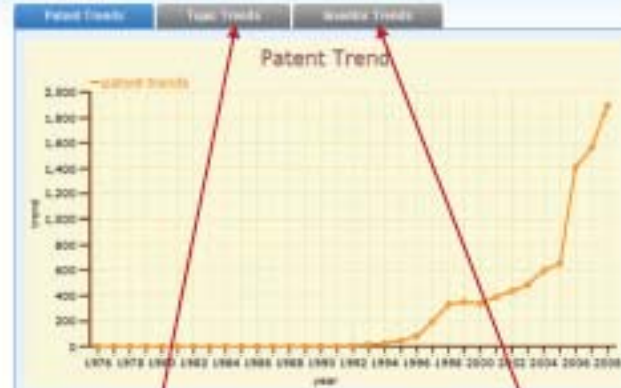 Patent Trends Topic Trends Inventor Trends
Patent Trend
patent trends
2,000
1,800
1,600
1,400
1,200
1,000
800
600
400
200
0
trend
1976 1978 1980 1982 1984 1986 1988 1990 1992 1994 1996 1998 2000 2002 2004 2006 2008
year